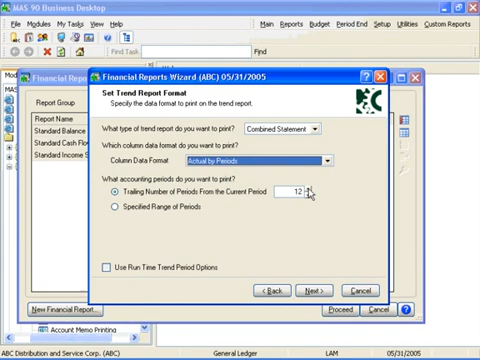 MAS 90 Business Desktop
File Modules Tasks View Help
Main Reports Budget Period End Setup Utilities Custom Reports
Find Task Find
Mod
Financial Reports Wizard (ABC) 05/31/2005
Report Group
Report Name
Standard Balance
Standard Cash Flow
Standard Income S
Set Trend Report Format
Specify the data format to print on the trend report.
What type of trend report do you want to print? Combined Statement
Which column data format do you want to print?
Column Data Format Actual by Periods
What accounting periods do you want to print?
Trailing Number of Periods From the Current Period 12
Specified Range of Periods
Use Run Time Trend Period Options
< Back Next > Cancel
New Financial Report... Proceed Cancel
Account Memo Printing
ABC Distribution and Service Corp. (ABC) General Ledger LAM 05/31/2005